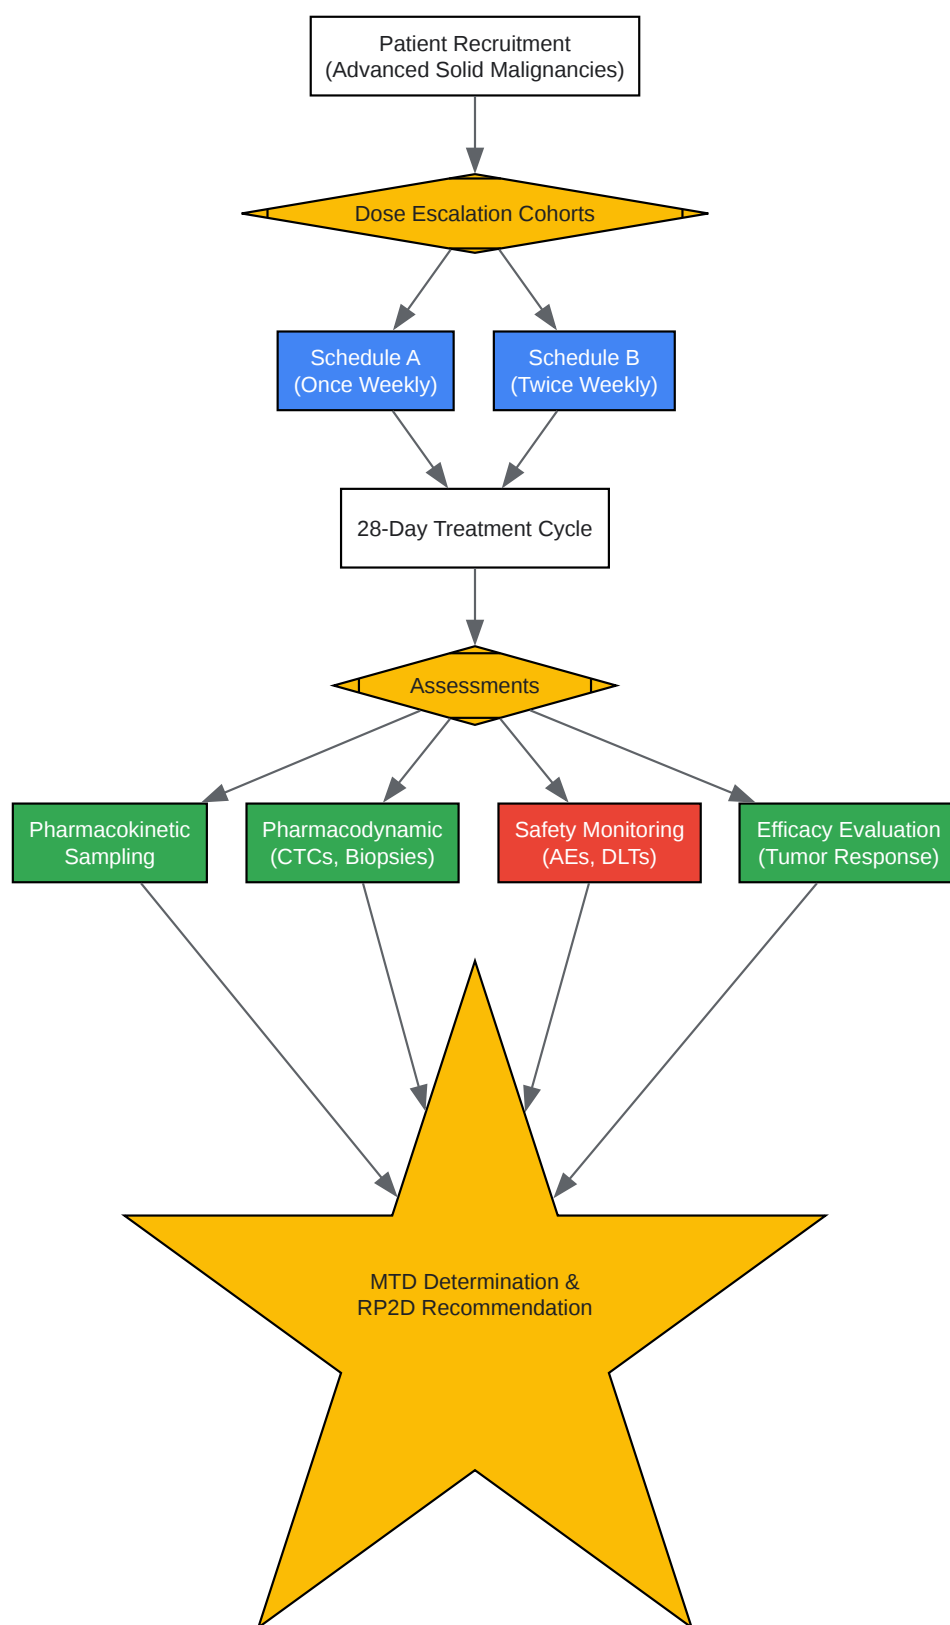 Patient Recruitment
(Advanced Solid Malignancies)
Dose Escalation Cohorts
Schedule A
(Once Weekly)
Schedule B
(Twice Weekly)
28-Day Treatment Cycle
Assessments
Pharmacokinetic
Sampling
Pharmacodynamic
(CTCs, Biopsies)
Safety Monitoring
(AEs, DLTs)
Efficacy Evaluation
(Tumor Response)
MTD Determination &
RP2D Recommendation